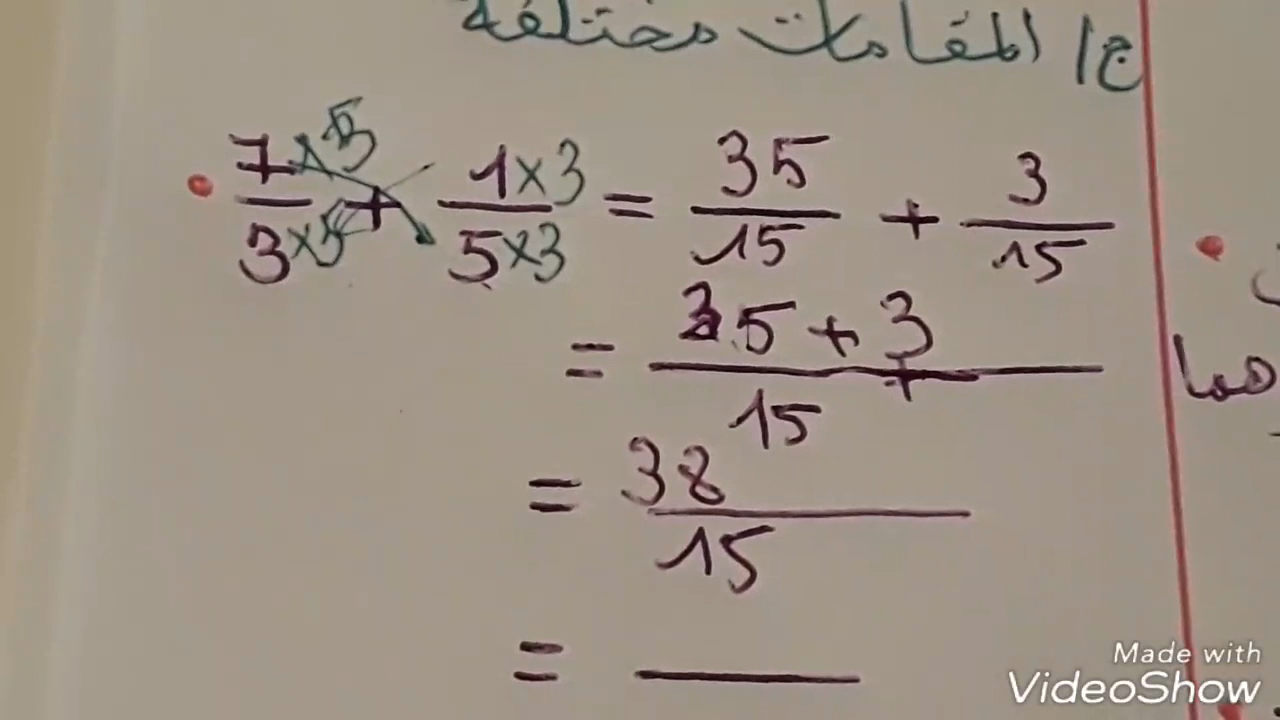 ج/ المقامات مختلفة
7×5/3×5 + 1×3/5×3 = 35/15 + 3/15
= 35 + 3/15 +
= 38/15
=
هما
Made with
VideoShow